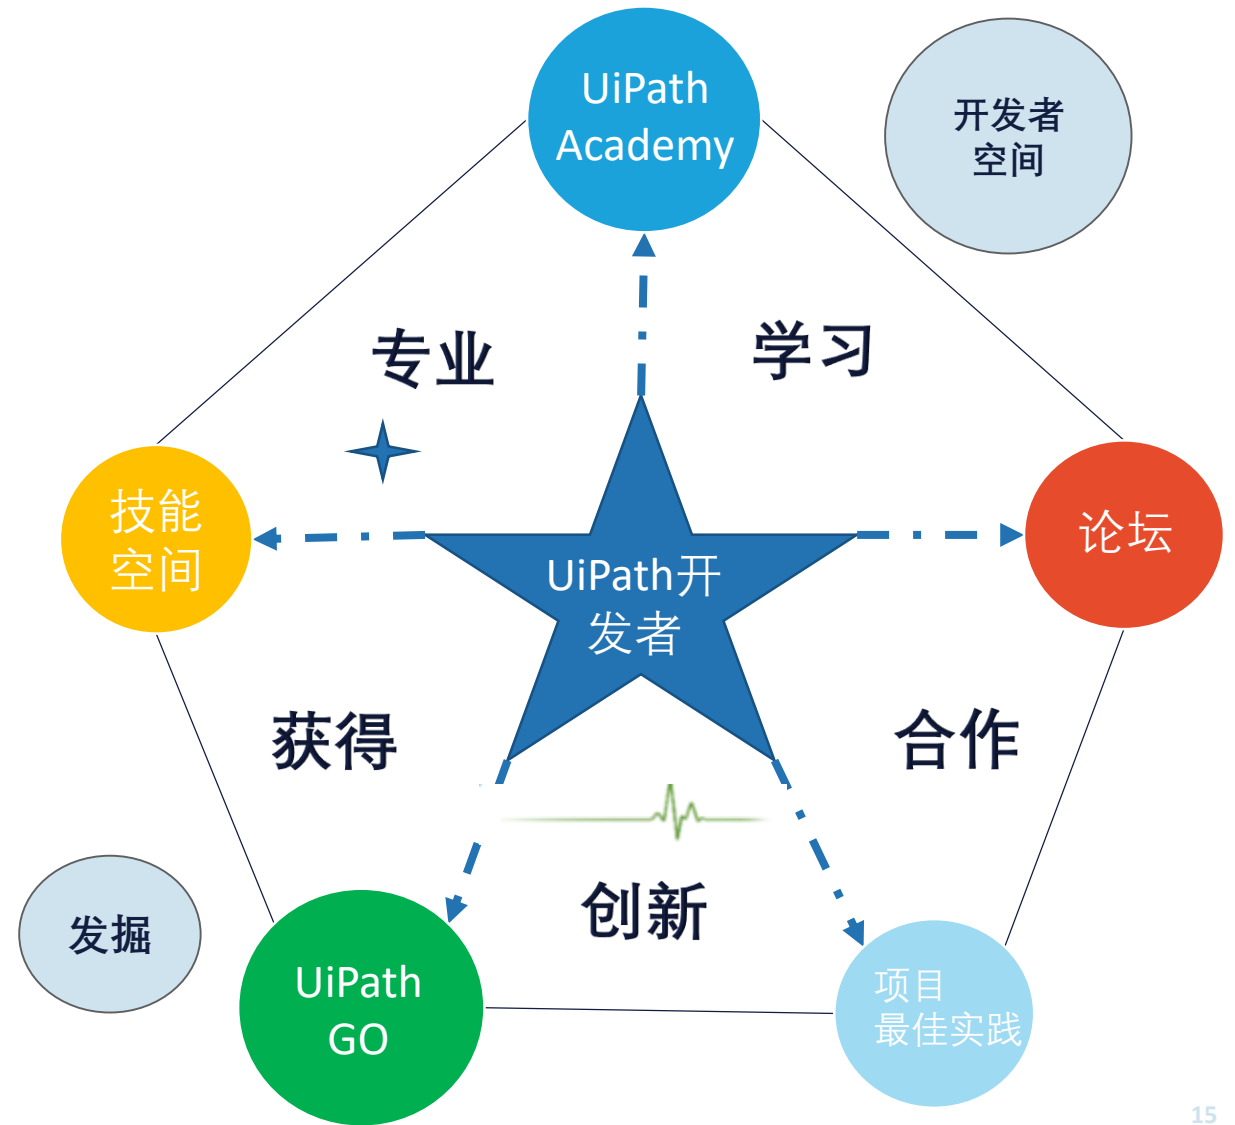 UiPath
Academy
开发者
空间
专业
学习
技能
空间
论坛
UiPath开
发者
获得
合作
创新
发掘
UiPath
GO
项目
最佳实践
15